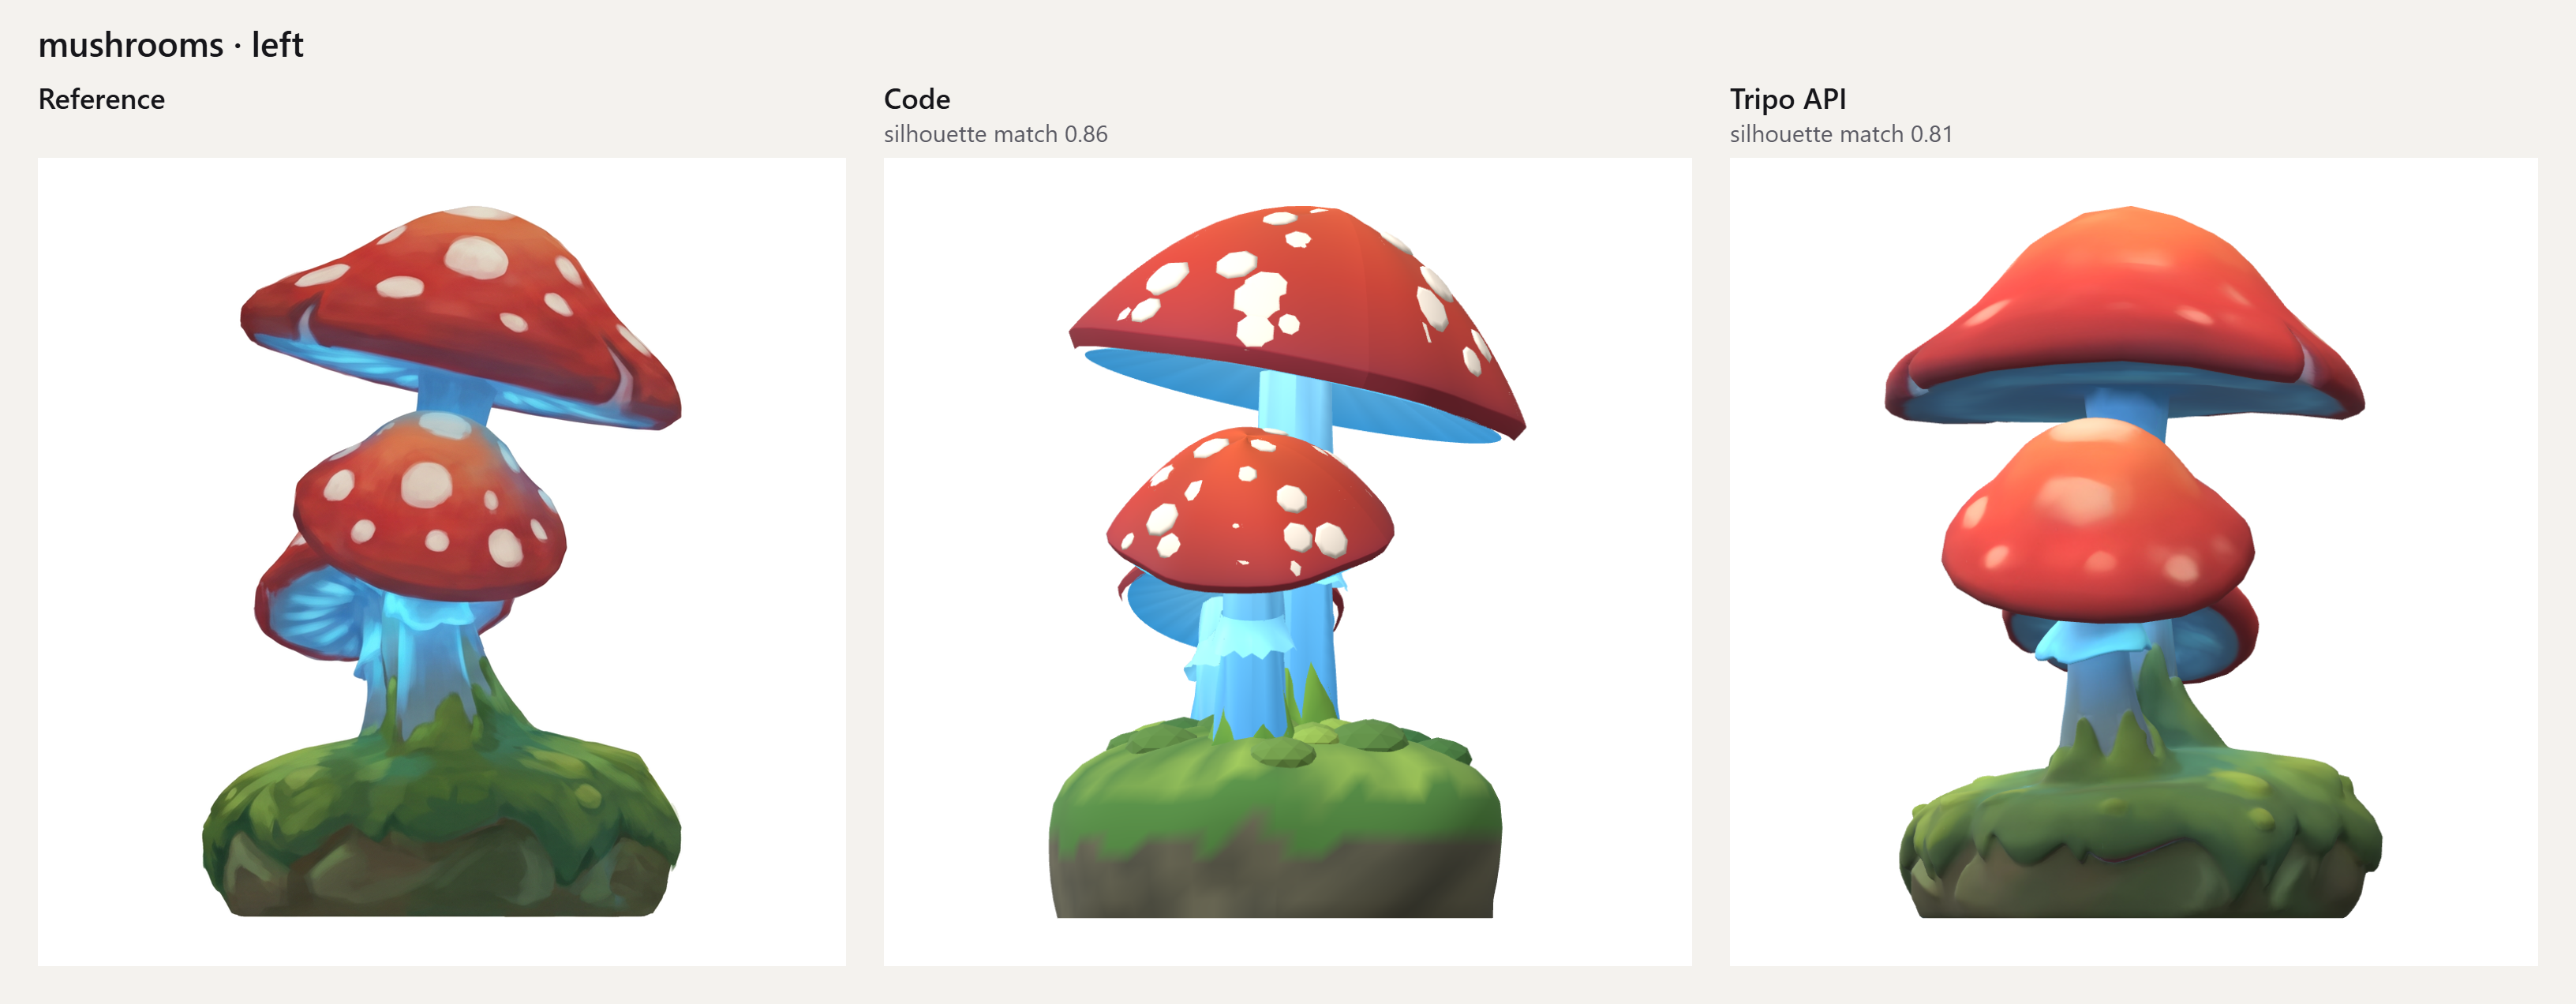 mushrooms · left
Reference
Code
silhouette match 0.86
Tripo API
silhouette match 0.81